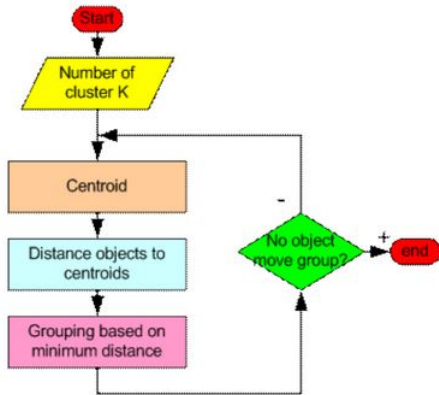 Start
Number of
cluster K
Centroid
Distance objects to
centroids
Grouping based on
minimum distance
-
No object
move group?
+
end